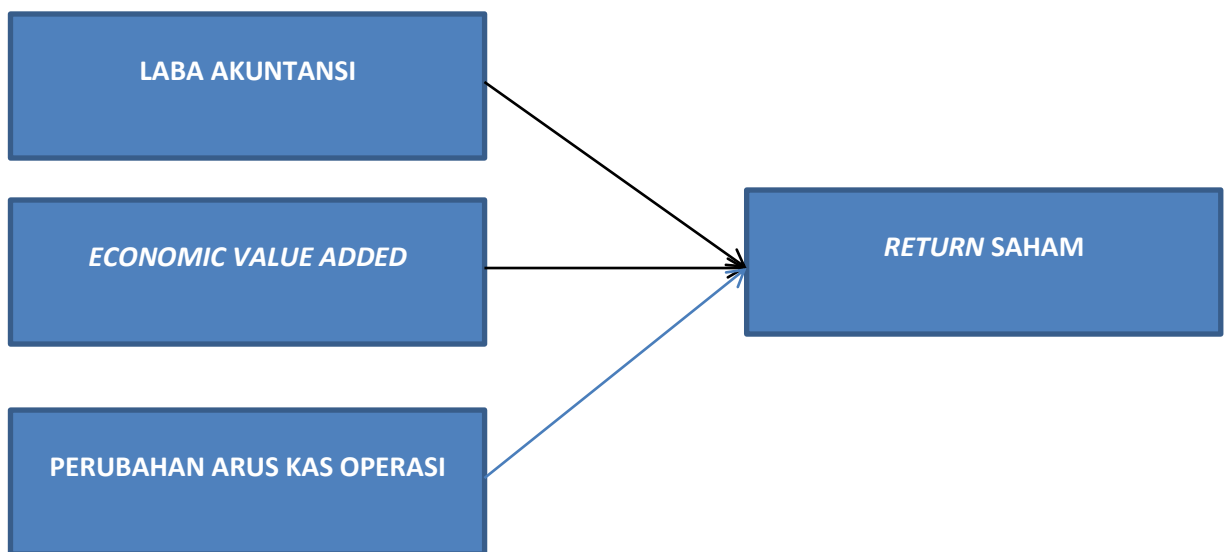 LABA AKUNTANSI
ECONOMIC VALUE ADDED
RETURN SAHAM
PERUBAHAN ARUS KAS OPERASI